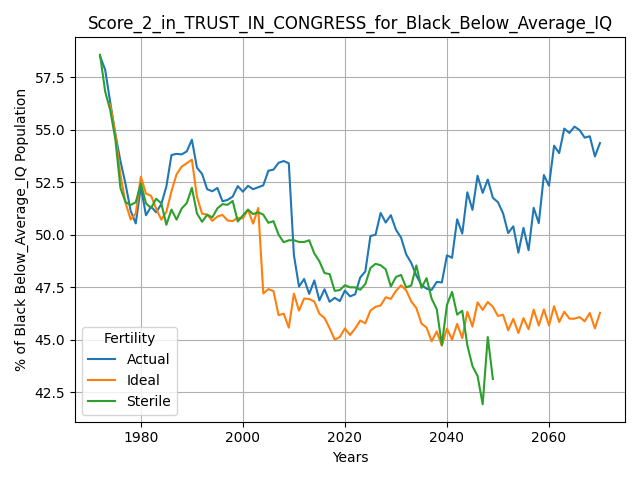 Score_2_in_TRUST_IN_CONGRESS_for_Black_Below_Average_IQ
% of Black Below_Average_IQ Population
57.5
55.0
52.5
50.0
47.5
45.0
42.5
Fertility
Actual
Ideal
Sterile
1980 2000 2020 2040 2060
Years